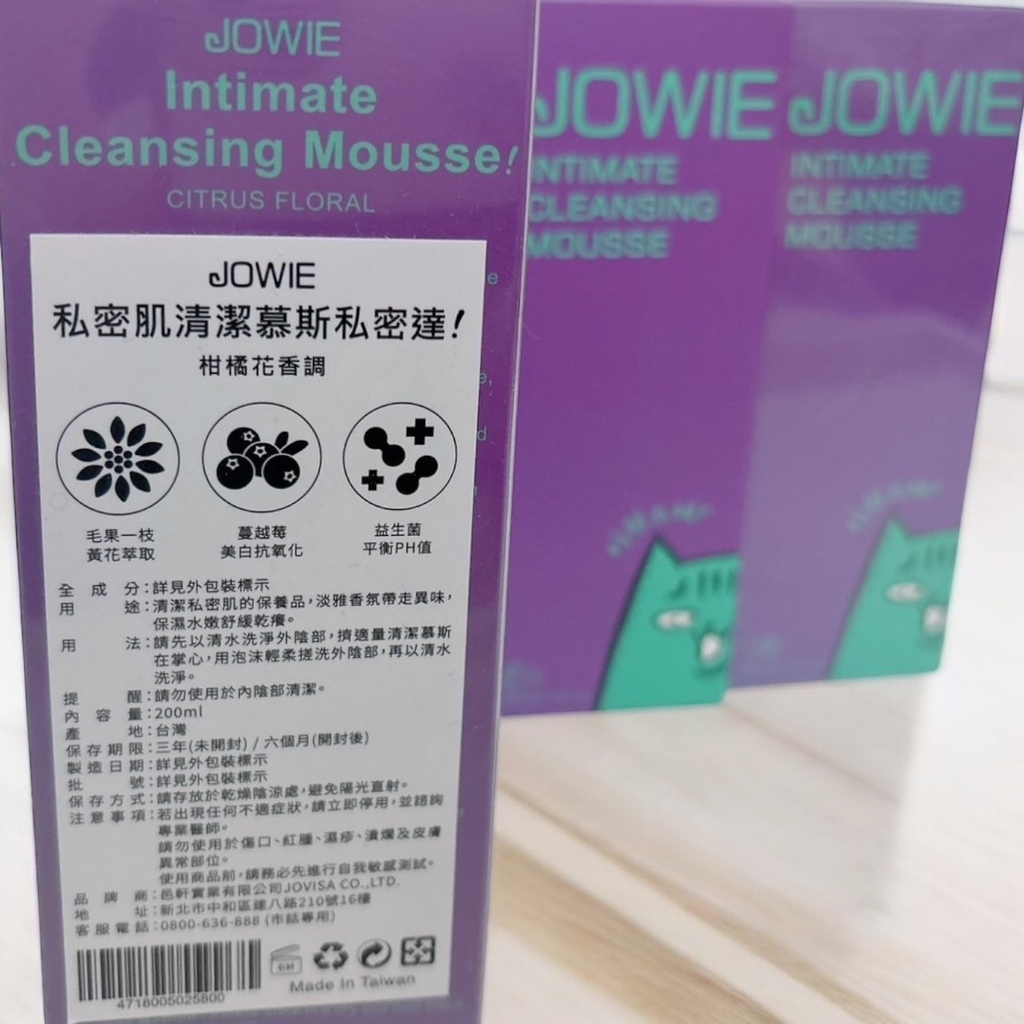 JOWIE
Intimate
Cleansing Mousse!
CITRUS FLORAL
JOWIE
私密肌清潔慕斯私密達!
柑橘花香調
毛果一枝
黃花萃取
蔓越莓
美白抗氧化
益生菌
平衡PH值
全成分:詳見外包裝標示
用途:清潔私密肌的保養品,淡雅香氛帶走異味,
保濕水嫩舒緩乾癢。
用法:請先以清水洗淨外陰部,擠適量清潔慕斯
在掌心,用泡沫輕柔搓洗外陰部,再以清水
洗淨。
提醒:請勿使用於內陰部清潔。
內容量:200ml
產地:台灣
保存期限:三年(未開封) / 六個月(開封後)
製造日期:詳見外包裝標示
批號:詳見外包裝標示
保存方式:請存放於乾燥陰涼處,避免陽光直射。
注意事項:若出現任何不適症狀,請立即停用,並諮詢
專業醫師。
請勿使用於傷口、紅腫、濕疹、潰爛及皮膚
異常部位。
使用商品前,請務必先進行自我敏感測試。
品牌商:邑軒實業有限公司JOVISA CO.,LTD.
地址:新北市中和區建八路210號16樓
客服電話:0800-636-888 (市話專用)
4718005025800
6M
Made In Taiwan
JOWIE
INTIMATE
CLEANSING
MOUSSE
JOWIE
INTIMATE
CLEANSING
MOUSSE